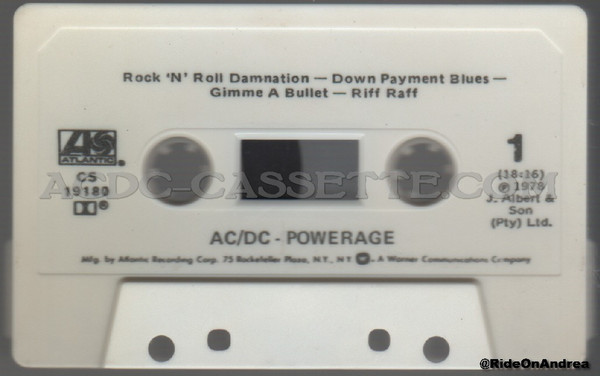 Rock 'N' Roll Damnation — Down Payment Blues —
Gimme A Bullet — Riff Raff
ATLANTIC
CS
19180
1
(18:16)
℗ 1978
J. Albert &
Son
(Pty) Ltd.
ACDC-CASSETTE.COM
AC/DC - POWERAGE
Mfg. by Atlantic Recording Corp. 75 Rockefeller Plaza, N.Y., N.Y. A Warner Communications Company
@RideOnAndrea